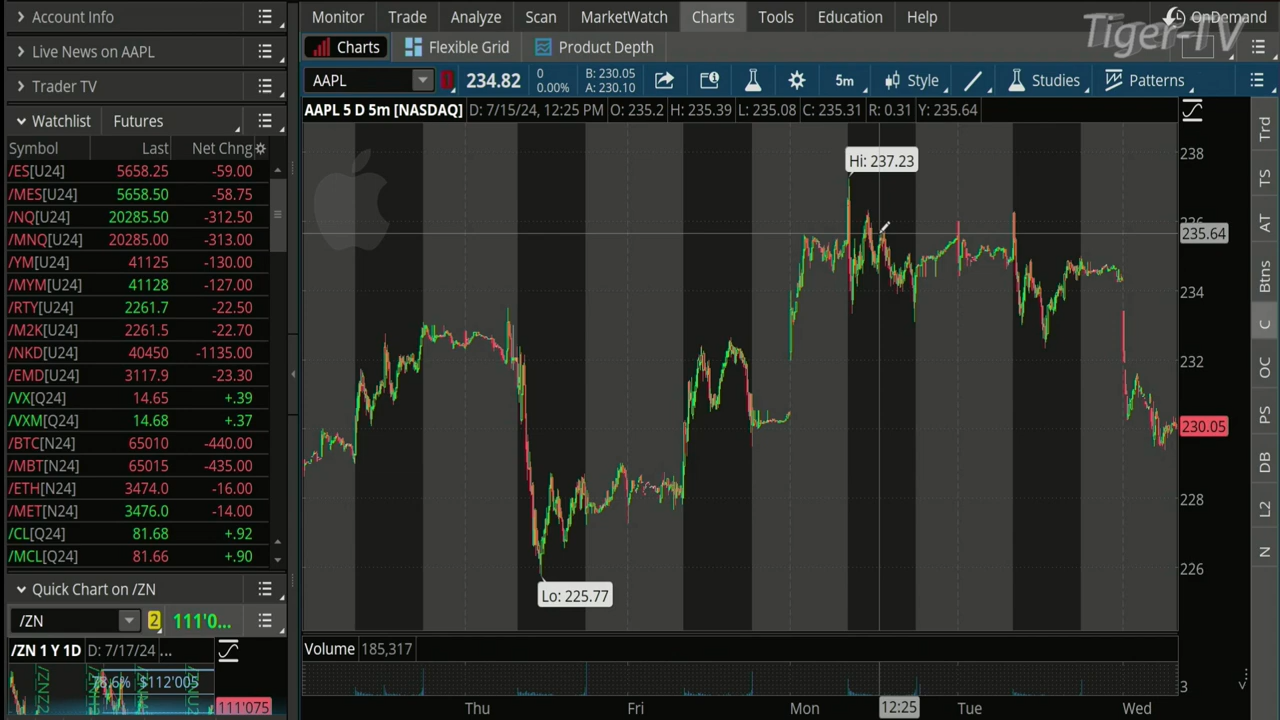 Account Info
Live News on AAPL
Trader TV
Watchlist Futures
Symbol Last Net Chng
/ES[U24] 5658.25 -59.00
/MES[U24] 5658.50 -58.75
/NQ[U24] 20285.50 -312.50
/MNQ[U24] 20285.00 -313.00
/YM[U24] 41125 -130.00
/MYM[U24] 41128 -127.00
/RTY[U24] 2261.7 -22.50
/M2K[U24] 2261.5 -22.70
/NKD[U24] 40450 -1135.00
/EMD[U24] 3117.9 -23.30
/VX[Q24] 14.65 +.39
/VXM[Q24] 14.68 +.37
/BTC[N24] 65010 -440.00
/MBT[N24] 65015 -435.00
/ETH[N24] 3474.0 -16.00
/MET[N24] 3476.0 -14.00
/CL[Q24] 81.68 +.92
/MCL[Q24] 81.66 +.90
Quick Chart on /ZN
/ZN 2 111'0...
/ZN 1 Y 1D D: 7/17/24 ...
78.6% $112'005
111'075
Monitor Trade Analyze Scan MarketWatch Charts Tools Education Help
OnDemand
Tiger-TV
Charts Flexible Grid Product Depth
AAPL 234.82 0 0.00% B: 230.05 A: 230.10 5m Style Studies Patterns
AAPL 5 D 5m [NASDAQ] D: 7/15/24, 12:25 PM O: 235.2 H: 235.39 L: 235.08 C: 235.31 R: 0.31 Y: 235.64
Hi: 237.23
Lo: 225.77
238
236
235.64
234
232
230.05
228
226
Volume 185,317
3
Thu Fri Mon 12:25 Tue Wed
Trd
TS
AT
Btns
C
OC
PS
DB
L2
N